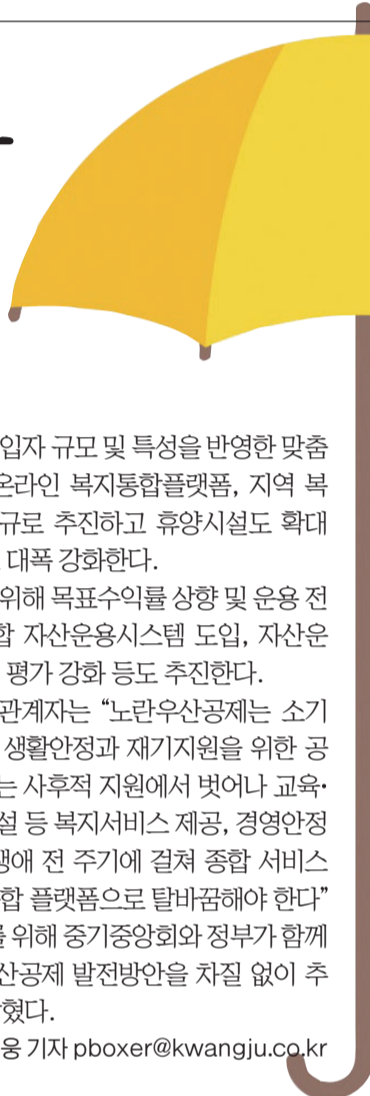 입자 규모 및 특성을 반영한 맞춤
온라인 복지통합플랫폼, 지역 복
규로 추진하고 휴양시설도 확대
대폭 강화한다.
위해 목표수익률 상향 및 운용 전
합 자산운용시스템 도입, 자산운
평가 강화 등도 추진한다.
관계자는 “노란우산공제는 소기
생활안정과 재기지원을 위한 공
는 사후적 지원에서 벗어나 교육·
설 등 복지서비스 제공, 경영안정
생애 전 주기에 걸쳐 종합 서비스
합 플랫폼으로 탈바꿈해야 한다”
를 위해 중기중앙회와 정부가 함께
산공제 발전방안을 차질 없이 추
혔다.
웅 기자 pboxer@kwangju.co.kr